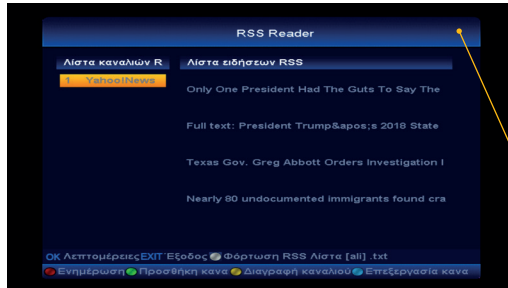 RSS Reader
Λίστα καναλιών R
Λίστα ειδήσεων RSS
1 Yahoo!News
Only One President Had The Guts To Say The
Full text: President Trump&apos;s 2018 State
Texas Gov. Greg Abbott Orders Investigation I
Nearly 80 undocumented immigrants found cra
OK Λεπτομέρειες EXIT Έξοδος Φόρτωση RSS Λίστα [ali] .txt
Ενημέρωση Προσθήκη κανα Διαγραφή καναλιού Επεξεργασία κανα